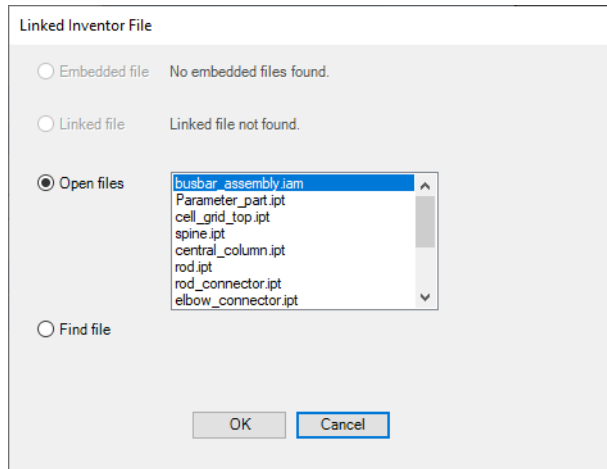 Linked Inventor File
Embedded file No embedded files found.
Linked file Linked file not found.
Open files
busbar_assembly.iam
Parameter_part.ipt
cell_grid_top.ipt
spine.ipt
central_column.ipt
rod.ipt
rod_connector.ipt
elbow_connector.ipt
Find file
OK Cancel